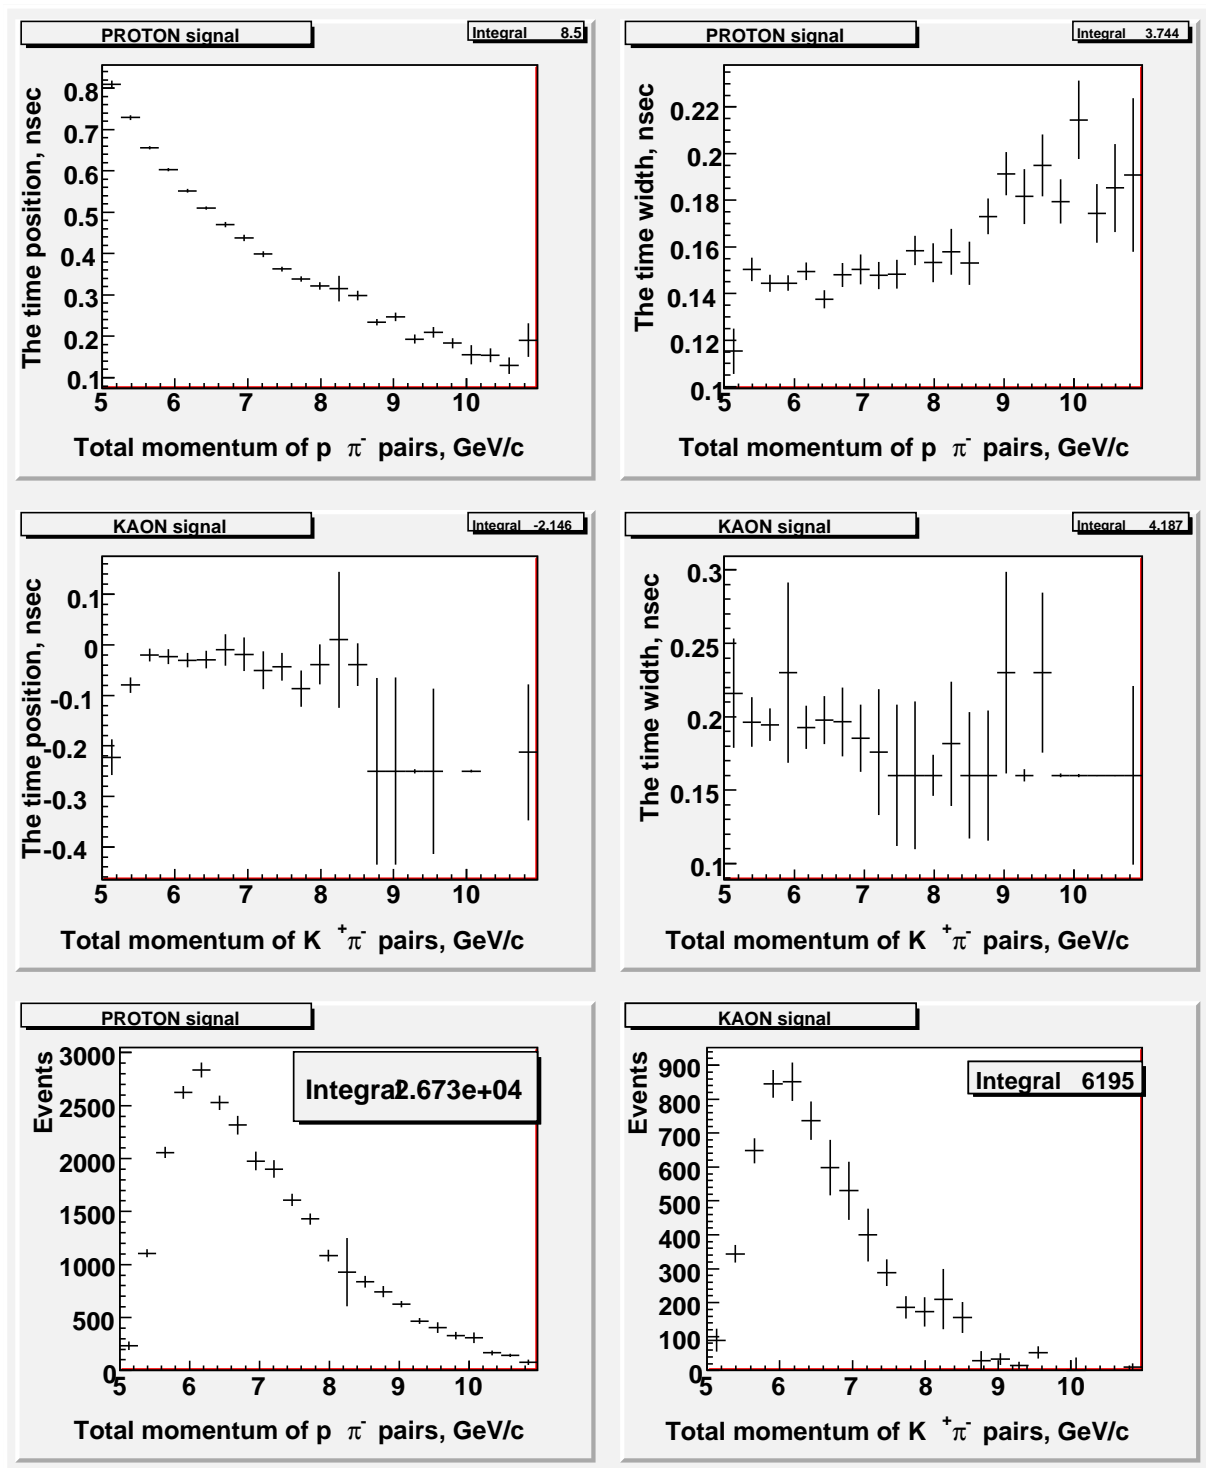 PROTON signal
Integral 8.5
The time position, nsec
0.8
0.7
0.6
0.5
0.4
0.3
0.2
0.1
5 6 7 8 9 10
Total momentum of p π- pairs, GeV/c
PROTON signal
Integral 3.744
The time width, nsec
0.22
0.2
0.18
0.16
0.14
0.12
0.1
5 6 7 8 9 10
Total momentum of p π- pairs, GeV/c
KAON signal
Integral -2.146
The time position, nsec
0.1
0
-0.1
-0.2
-0.3
-0.4
5 6 7 8 9 10
Total momentum of K +π- pairs, GeV/c
KAON signal
Integral 4.187
The time width, nsec
0.3
0.25
0.2
0.15
0.1
5 6 7 8 9 10
Total momentum of K +π- pairs, GeV/c
PROTON signal
Integral 2.673e+04
Events
3000
2500
2000
1500
1000
500
0
5 6 7 8 9 10
Total momentum of p π- pairs, GeV/c
KAON signal
Integral 6195
Events
900
800
700
600
500
400
300
200
100
0
5 6 7 8 9 10
Total momentum of K +π- pairs, GeV/c